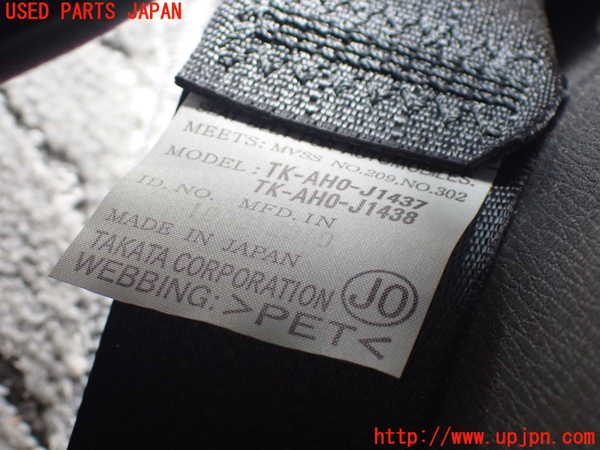 USED PARTS JAPAN
MEETS: MVSS NO.209,NO.302
MODEL: TK-AH0-J1437
TK-AH0-J1438
ID.NO. MFD.IN
MADE IN JAPAN
TAKATA CORPORATION
WEBBING: >PET<
JO
http://www.upjpn.com/